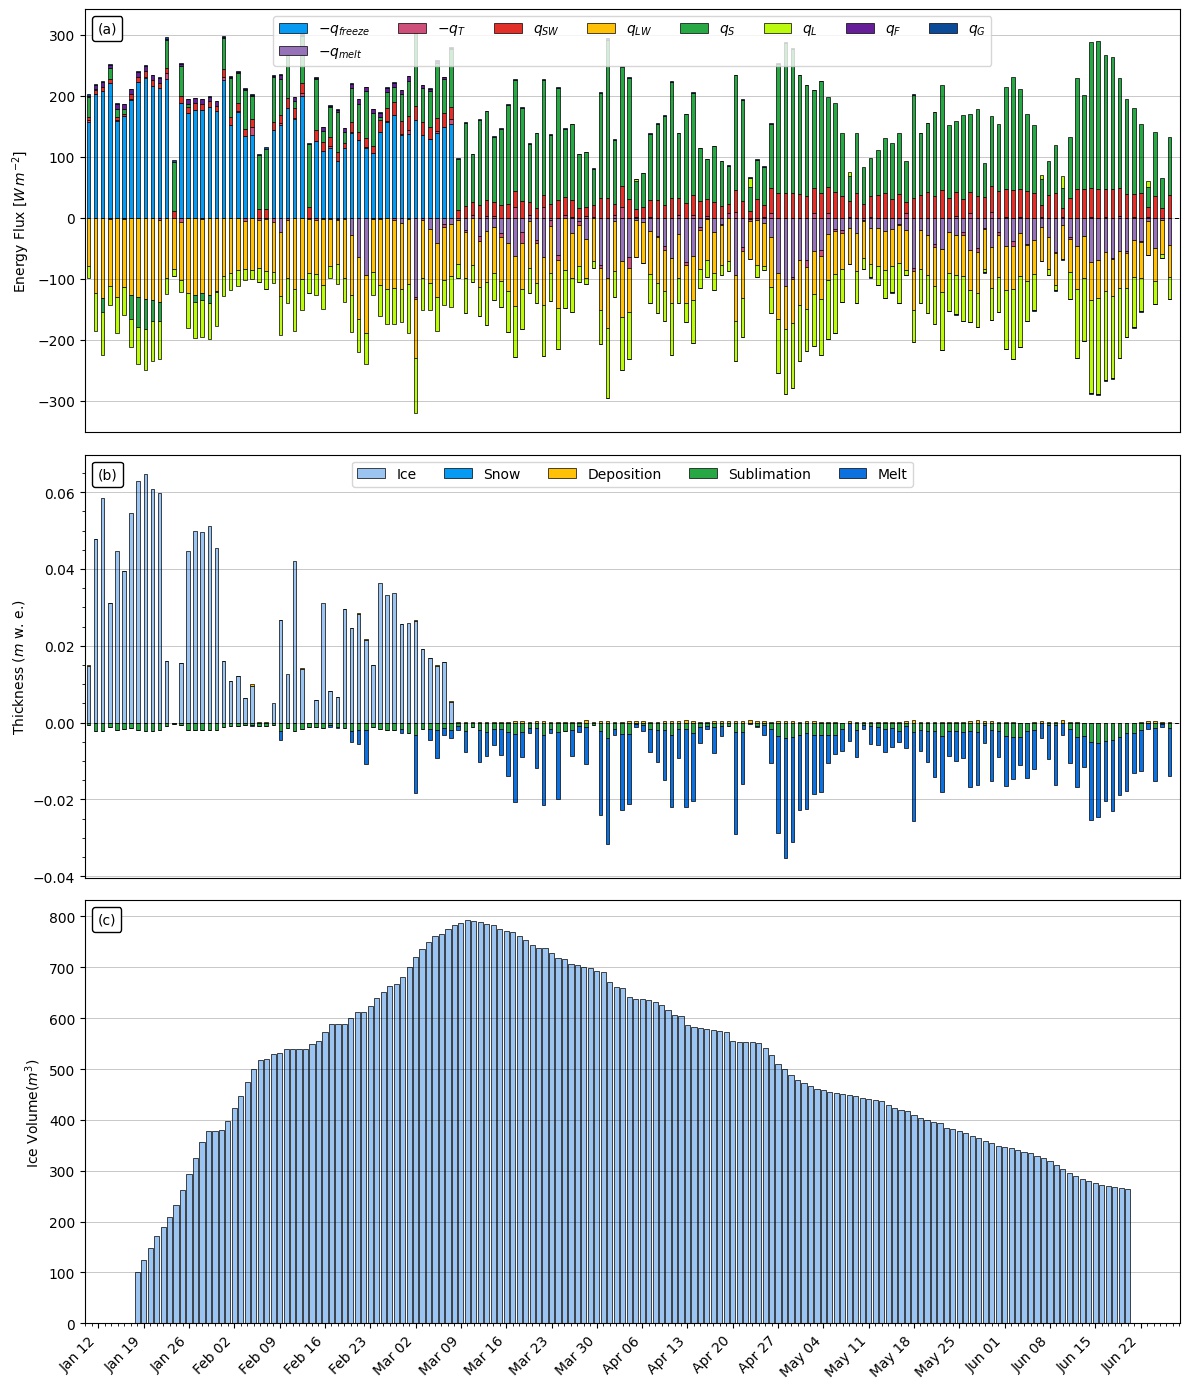 (a)
−q_freeze −q_T q_SW q_LW q_S q_L q_F q_G
−q_melt
Energy Flux [W m⁻²]
300
200
100
0
−100
−200
−300
(b)
Ice Snow Deposition Sublimation Melt
Thickness (m w. e.)
0.06
0.04
0.02
0.00
−0.02
−0.04
(c)
Ice Volume(m³)
800
700
600
500
400
300
200
100
0
Jan 12 Jan 19 Jan 26 Feb 02 Feb 09 Feb 16 Feb 23 Mar 02 Mar 09 Mar 16 Mar 23 Mar 30 Apr 06 Apr 13 Apr 20 Apr 27 May 04 May 11 May 18 May 25 Jun 01 Jun 08 Jun 15 Jun 22